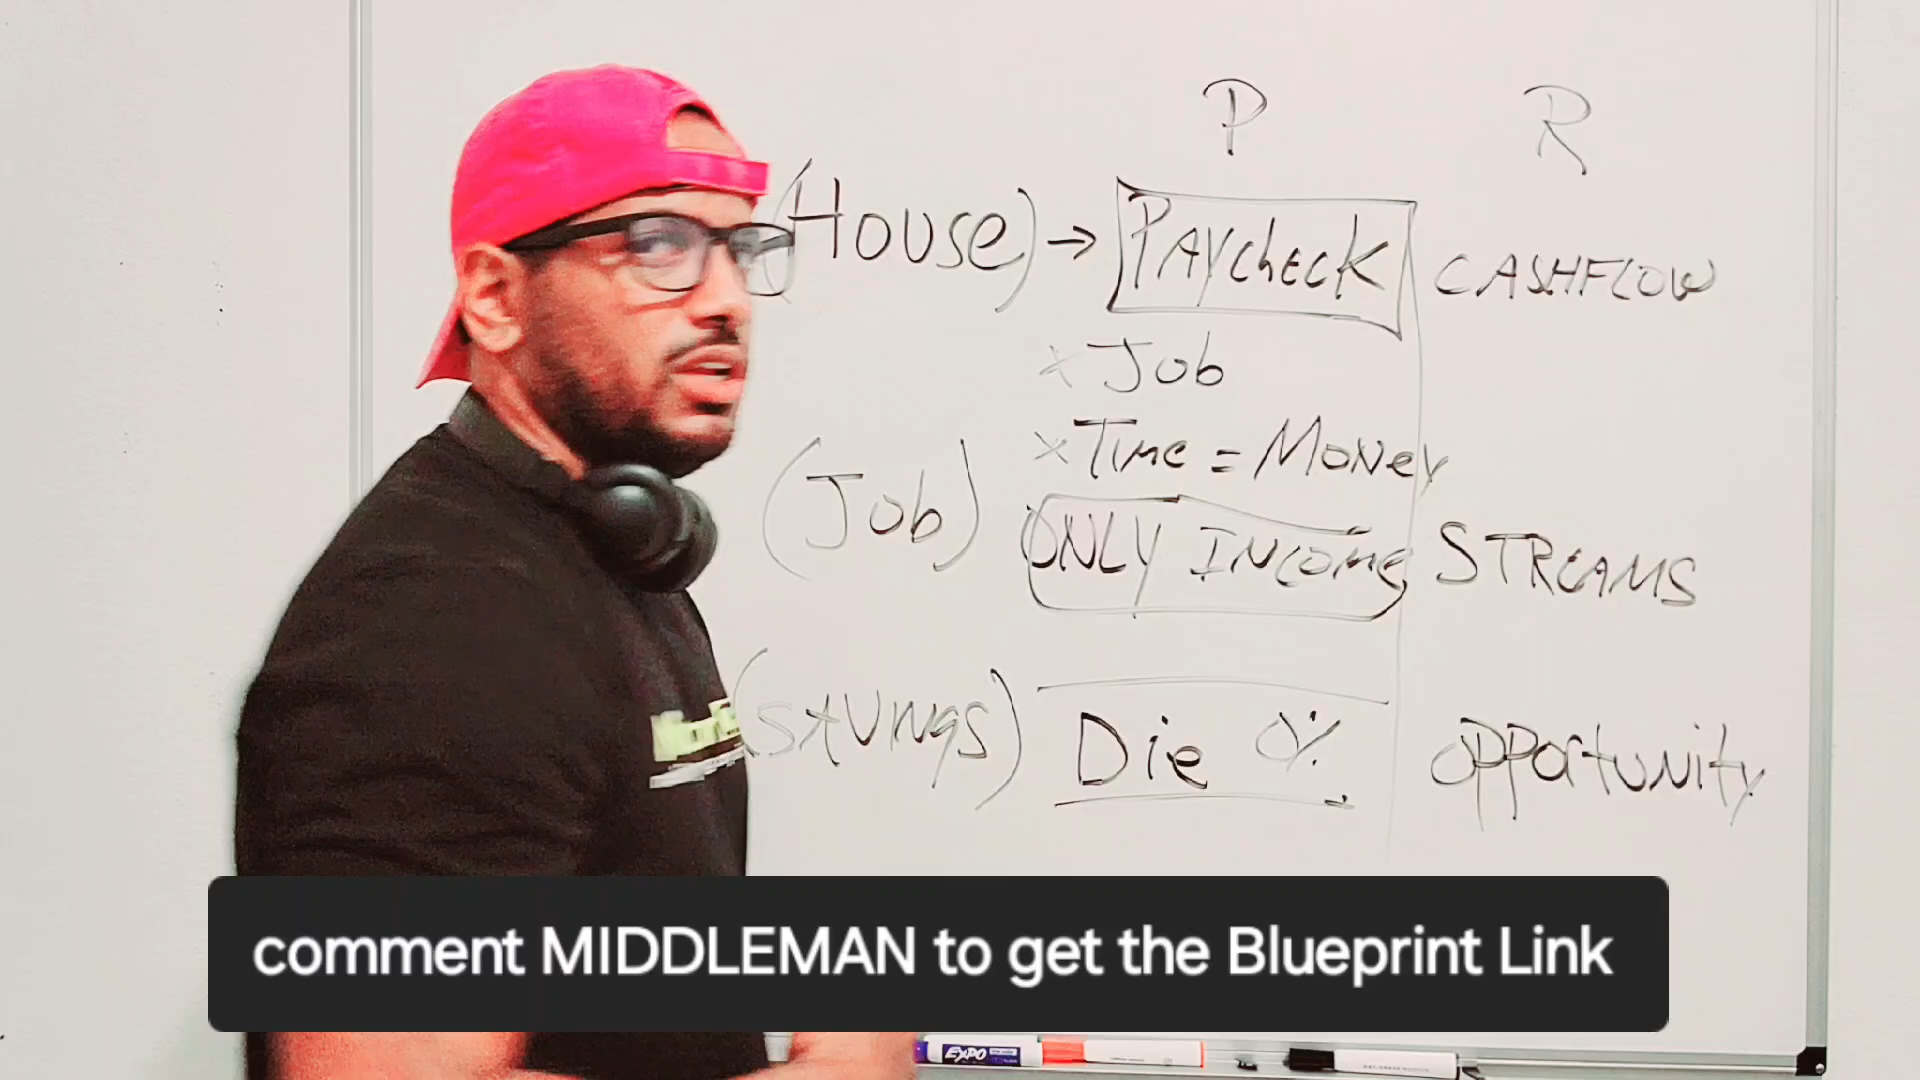 P R
(House) → Paycheck CASHFLOW
x Job
x Time = Money
(Job) ONLY INCOME STREAMS
(SAVINGS) Die 0% opportunity
comment MIDDLEMAN to get the Blueprint Link
EXPO